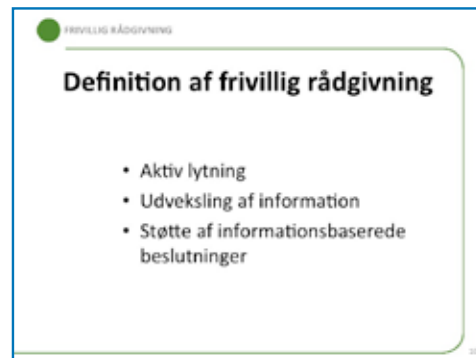 FRIVILLIG RÅDGIVNING
Definition af frivillig rådgivning
• Aktiv lytning
• Udveksling af information
• Støtte af informationsbaserede
beslutninger